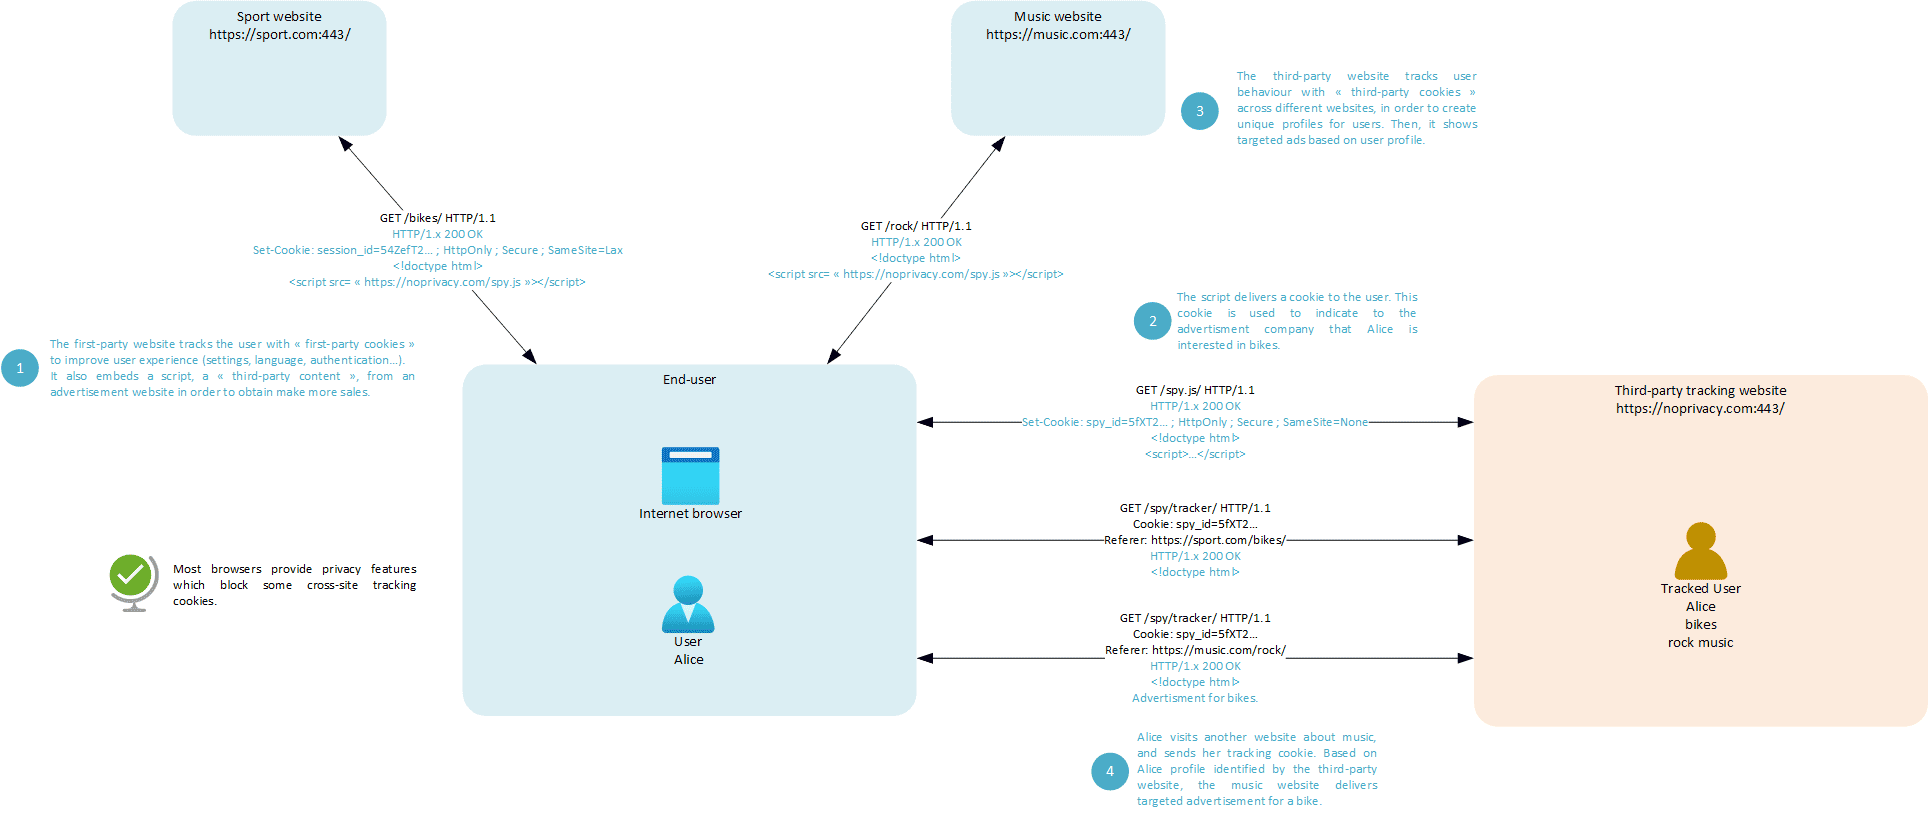 Sport website
https://sport.com:443/
Music website
https://music.com:443/
3
The third-party website tracks user
behaviour with « third-party cookies »
across different websites, in order to create
unique profiles for users. Then, it shows
targeted ads based on user profile.
GET /bikes/ HTTP/1.1
HTTP/1.x 200 OK
Set-Cookie: session_id=54ZefT2... ; HttpOnly ; Secure ; SameSite=Lax
<!doctype html>
<script src= « https://noprivacy.com/spy.js »></script>
GET /rock/ HTTP/1.1
HTTP/1.x 200 OK
<!doctype html>
<script src= « https://noprivacy.com/spy.js »></script>
2
The script delivers a cookie to the user. This
cookie is used to indicate to the
advertisment company that Alice is
interested in bikes.
1
The first-party website tracks the user with « first-party cookies »
to improve user experience (settings, language, authentication...).
It also embeds a script, a « third-party content », from an
advertisement website in order to obtain make more sales.
End-user
Internet browser
User
Alice
GET /spy.js/ HTTP/1.1
HTTP/1.x 200 OK
Set-Cookie: spy_id=5fXT2... ; HttpOnly ; Secure ; SameSite=None
<!doctype html>
<script>...</script>
Third-party tracking website
https://noprivacy.com:443/
GET /spy/tracker/ HTTP/1.1
Cookie: spy_id=5fXT2...
Referer: https://sport.com/bikes/
HTTP/1.x 200 OK
<!doctype html>
Most browsers provide privacy features
which block some cross-site tracking
cookies.
Tracked User
Alice
bikes
rock music
GET /spy/tracker/ HTTP/1.1
Cookie: spy_id=5fXT2...
Referer: https://music.com/rock/
HTTP/1.x 200 OK
<!doctype html>
Advertisment for bikes.
4
Alice visits another website about music,
and sends her tracking cookie. Based on
Alice profile identified by the third-party
website, the music website delivers
targeted advertisement for a bike.